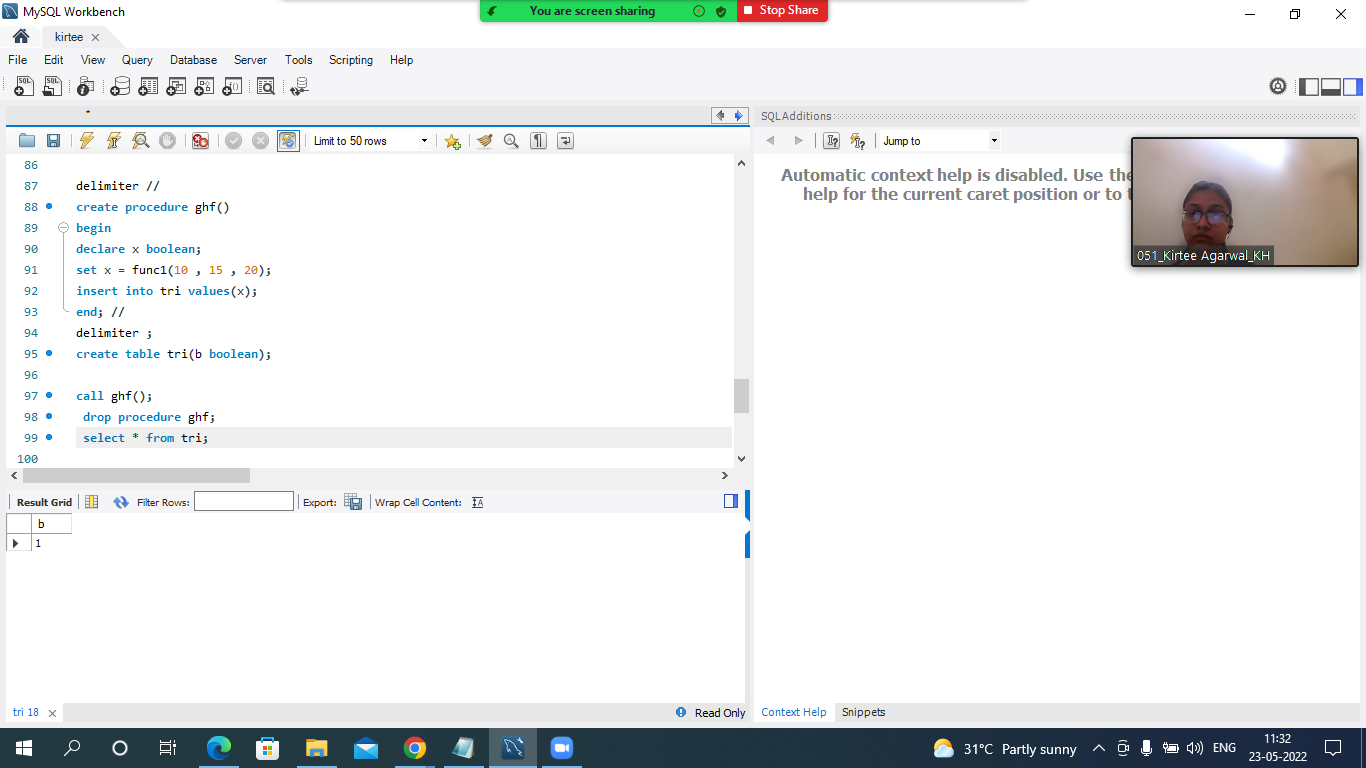 MySQL Workbench
You are screen sharing
Stop Share
kirtee
File Edit View Query Database Server Tools Scripting Help
SQLAdditions
Limit to 50 rows
Jump to
86
87 delimiter //
88 create procedure ghf()
89 begin
90 declare x boolean;
91 set x = func1(10 , 15 , 20);
92 insert into tri values(x);
93 end; //
94 delimiter ;
95 create table tri(b boolean);
96
97 call ghf();
98 drop procedure ghf;
99 select * from tri;
100
Automatic context help is disabled. Use the
help for the current caret position or to t
051_Kirtee Agarwal_KH
Result Grid Filter Rows: Export: Wrap Cell Content:
b
1
tri 18
Read Only
Context Help Snippets
31°C Partly sunny
ENG
11:32
23-05-2022